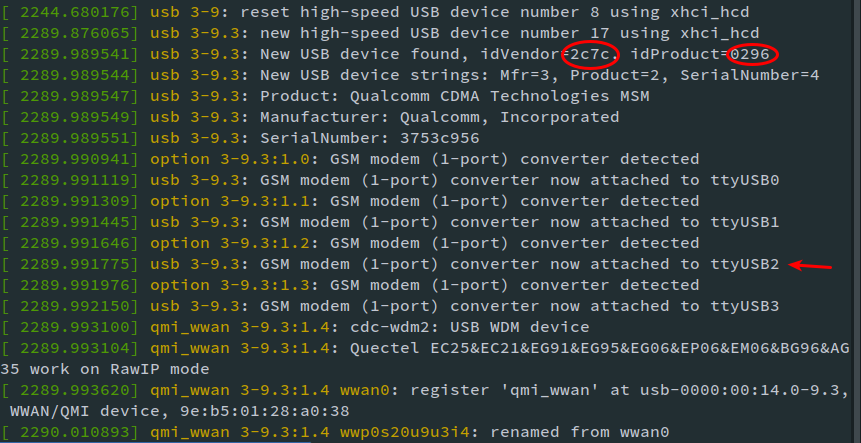 [ 2244.680176] usb 3-9: reset high-speed USB device number 8 using xhci_hcd
[ 2289.876065] usb 3-9.3: new high-speed USB device number 17 using xhci_hcd
[ 2289.989541] usb 3-9.3: New USB device found, idVendor=2c7c, idProduct=0296
[ 2289.989544] usb 3-9.3: New USB device strings: Mfr=3, Product=2, SerialNumber=4
[ 2289.989547] usb 3-9.3: Product: Qualcomm CDMA Technologies MSM
[ 2289.989549] usb 3-9.3: Manufacturer: Qualcomm, Incorporated
[ 2289.989551] usb 3-9.3: SerialNumber: 3753c956
[ 2289.990941] option 3-9.3:1.0: GSM modem (1-port) converter detected
[ 2289.991119] usb 3-9.3: GSM modem (1-port) converter now attached to ttyUSB0
[ 2289.991309] option 3-9.3:1.1: GSM modem (1-port) converter detected
[ 2289.991445] usb 3-9.3: GSM modem (1-port) converter now attached to ttyUSB1
[ 2289.991646] option 3-9.3:1.2: GSM modem (1-port) converter detected
[ 2289.991775] usb 3-9.3: GSM modem (1-port) converter now attached to ttyUSB2
[ 2289.991976] option 3-9.3:1.3: GSM modem (1-port) converter detected
[ 2289.992150] usb 3-9.3: GSM modem (1-port) converter now attached to ttyUSB3
[ 2289.993100] qmi_wwan 3-9.3:1.4: cdc-wdm2: USB WDM device
[ 2289.993104] qmi_wwan 3-9.3:1.4: Quectel EC25&EC21&EG91&EG95&EG06&EP06&EM06&BG96&AG
35 work on RawIP mode
[ 2289.993620] qmi_wwan 3-9.3:1.4 wwan0: register 'qmi_wwan' at usb-0000:00:14.0-9.3,
WWAN/QMI device, 9e:b5:01:28:a0:38
[ 2290.010893] qmi_wwan 3-9.3:1.4 wwp0s20u9u3i4: renamed from wwan0